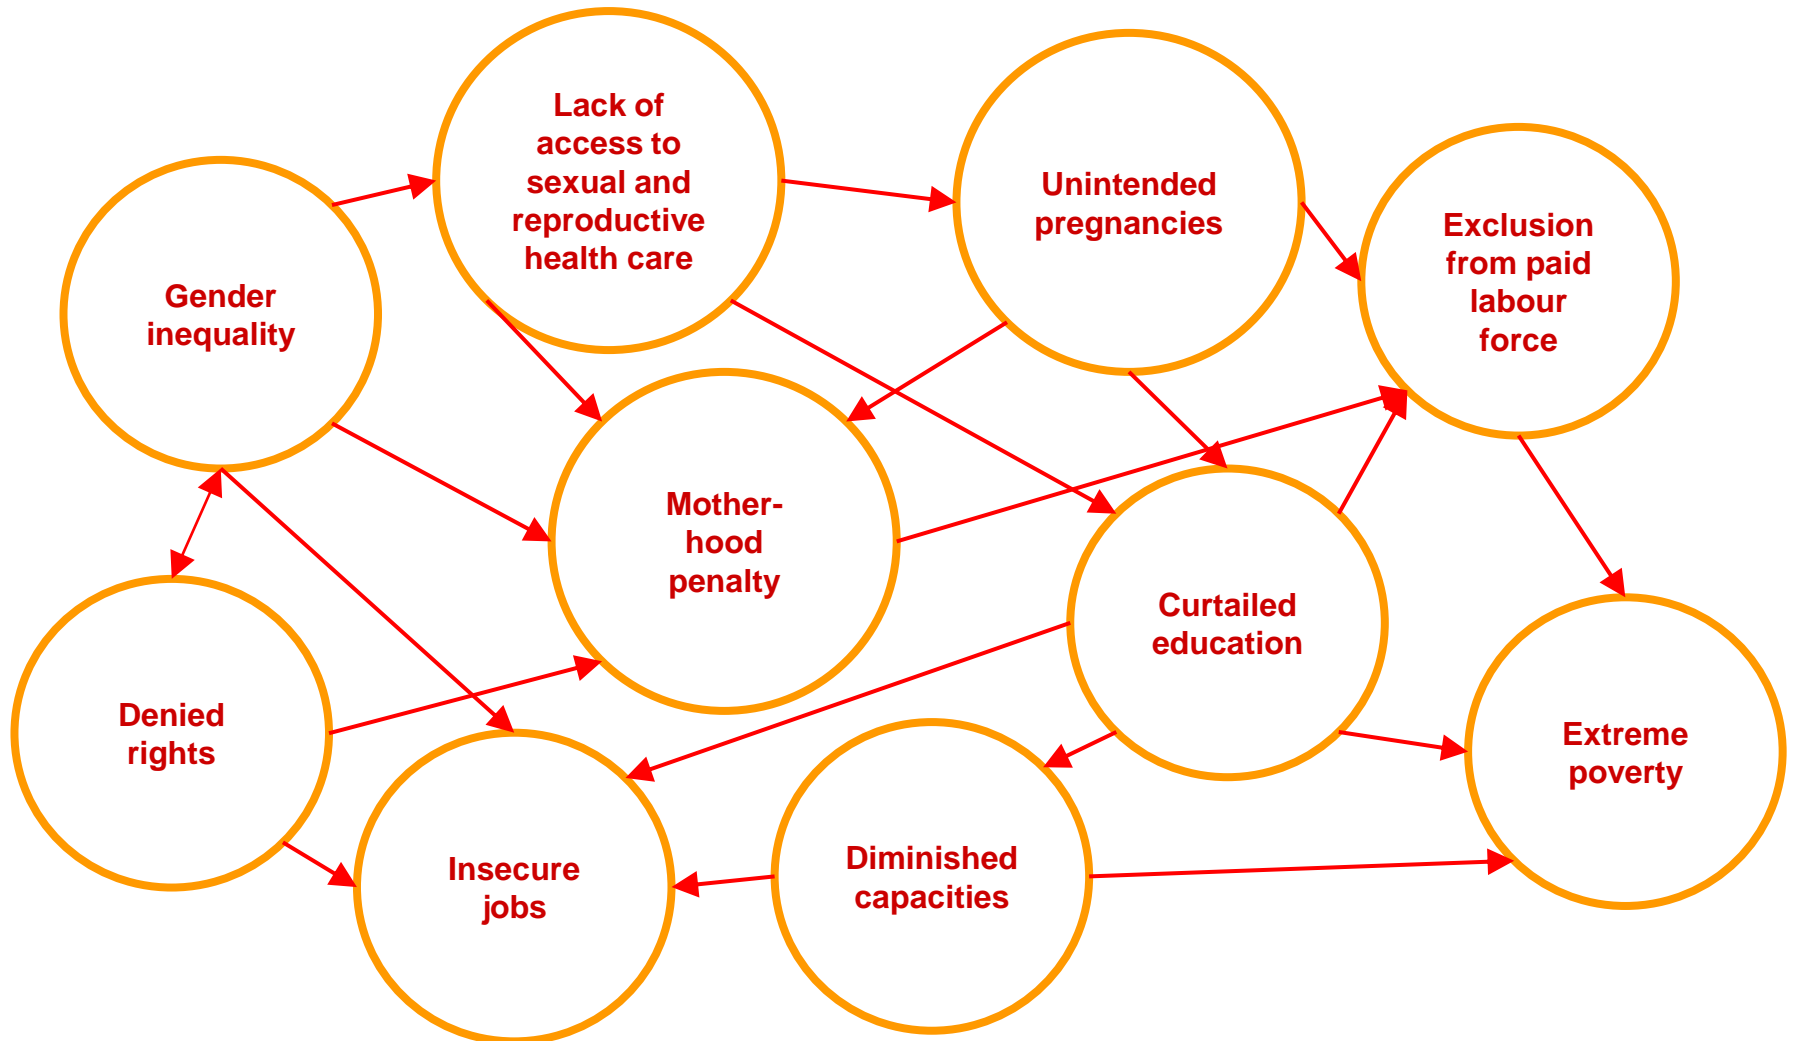 Lack of
access to
sexual and
reproductive
health care
Unintended
pregnancies
Exclusion
from paid
labour
force
Gender
inequality
Mother-
hood
penalty
Curtailed
education
Denied
rights
Extreme
poverty
Insecure
jobs
Diminished
capacities